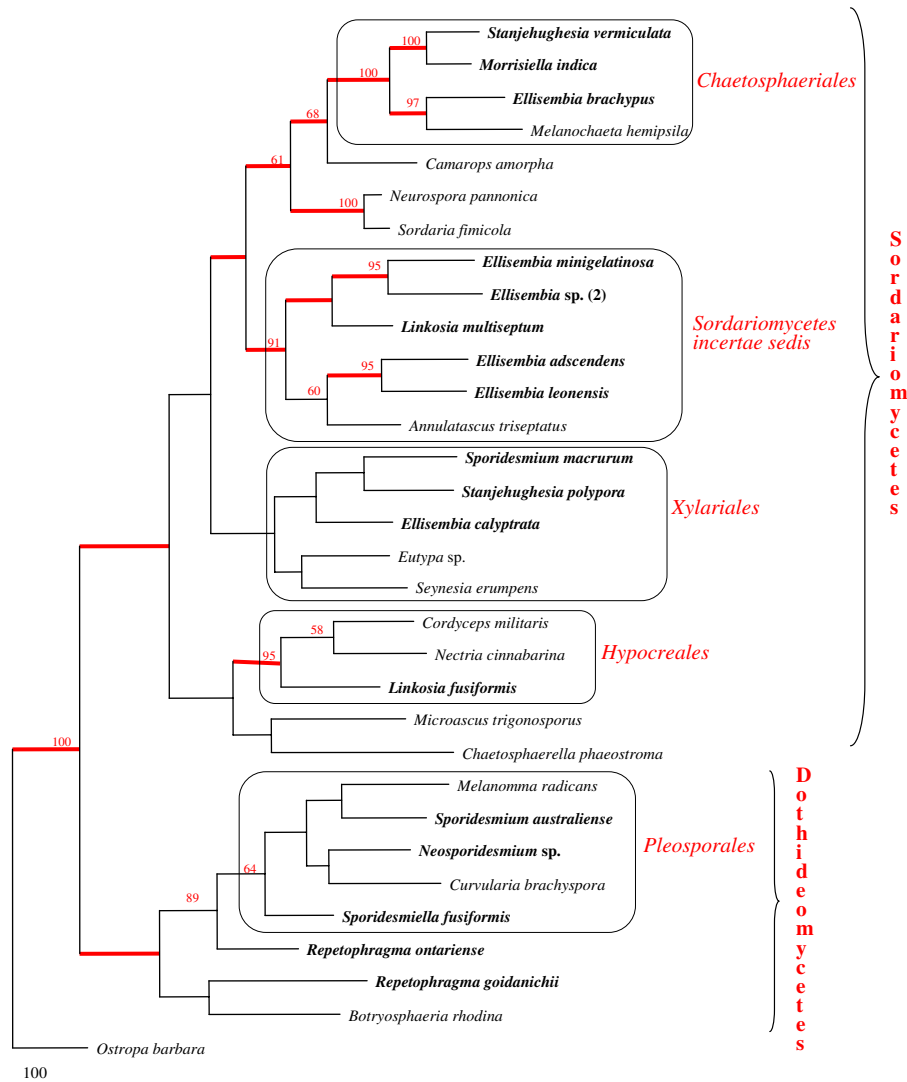 100
Stanjehughesia vermiculata
Morrisiella indica
100
Chaetosphaeriales
97
Ellisembia brachypus
Melanochaeta hemipsila
68
Camarops amorpha
61
Neurospora pannonica
100
Sordaria fimicola
Ellisembia minigelatinosa
95
Ellisembia sp. (2)
Linkosia multiseptum
Sordariomycetes
incertae sedis
91
Ellisembia adscendens
95
Ellisembia leonensis
60
Annulatascus triseptatus
Sordariomycetes
Sporidesmium macrurum
Stanjehughesia polypora
Xylariales
Ellisembia calyptrata
Eutypa sp.
Seynesia erumpens
Cordyceps militaris
58
Nectria cinnabarina
Hypocreales
95
Linkosia fusiformis
Microascus trigonosporus
100
Chaetosphaerella phaeostroma
Melanomma radicans
Sporidesmium australiense
Pleosporales
Neosporidesmium sp.
64
Curvularia brachyspora
89
Sporidesmiella fusiformis
Repetophragma ontariense
Repetophragma goidanichii
Botryosphaeria rhodina
Dothideomycetes
Ostropa barbara
100